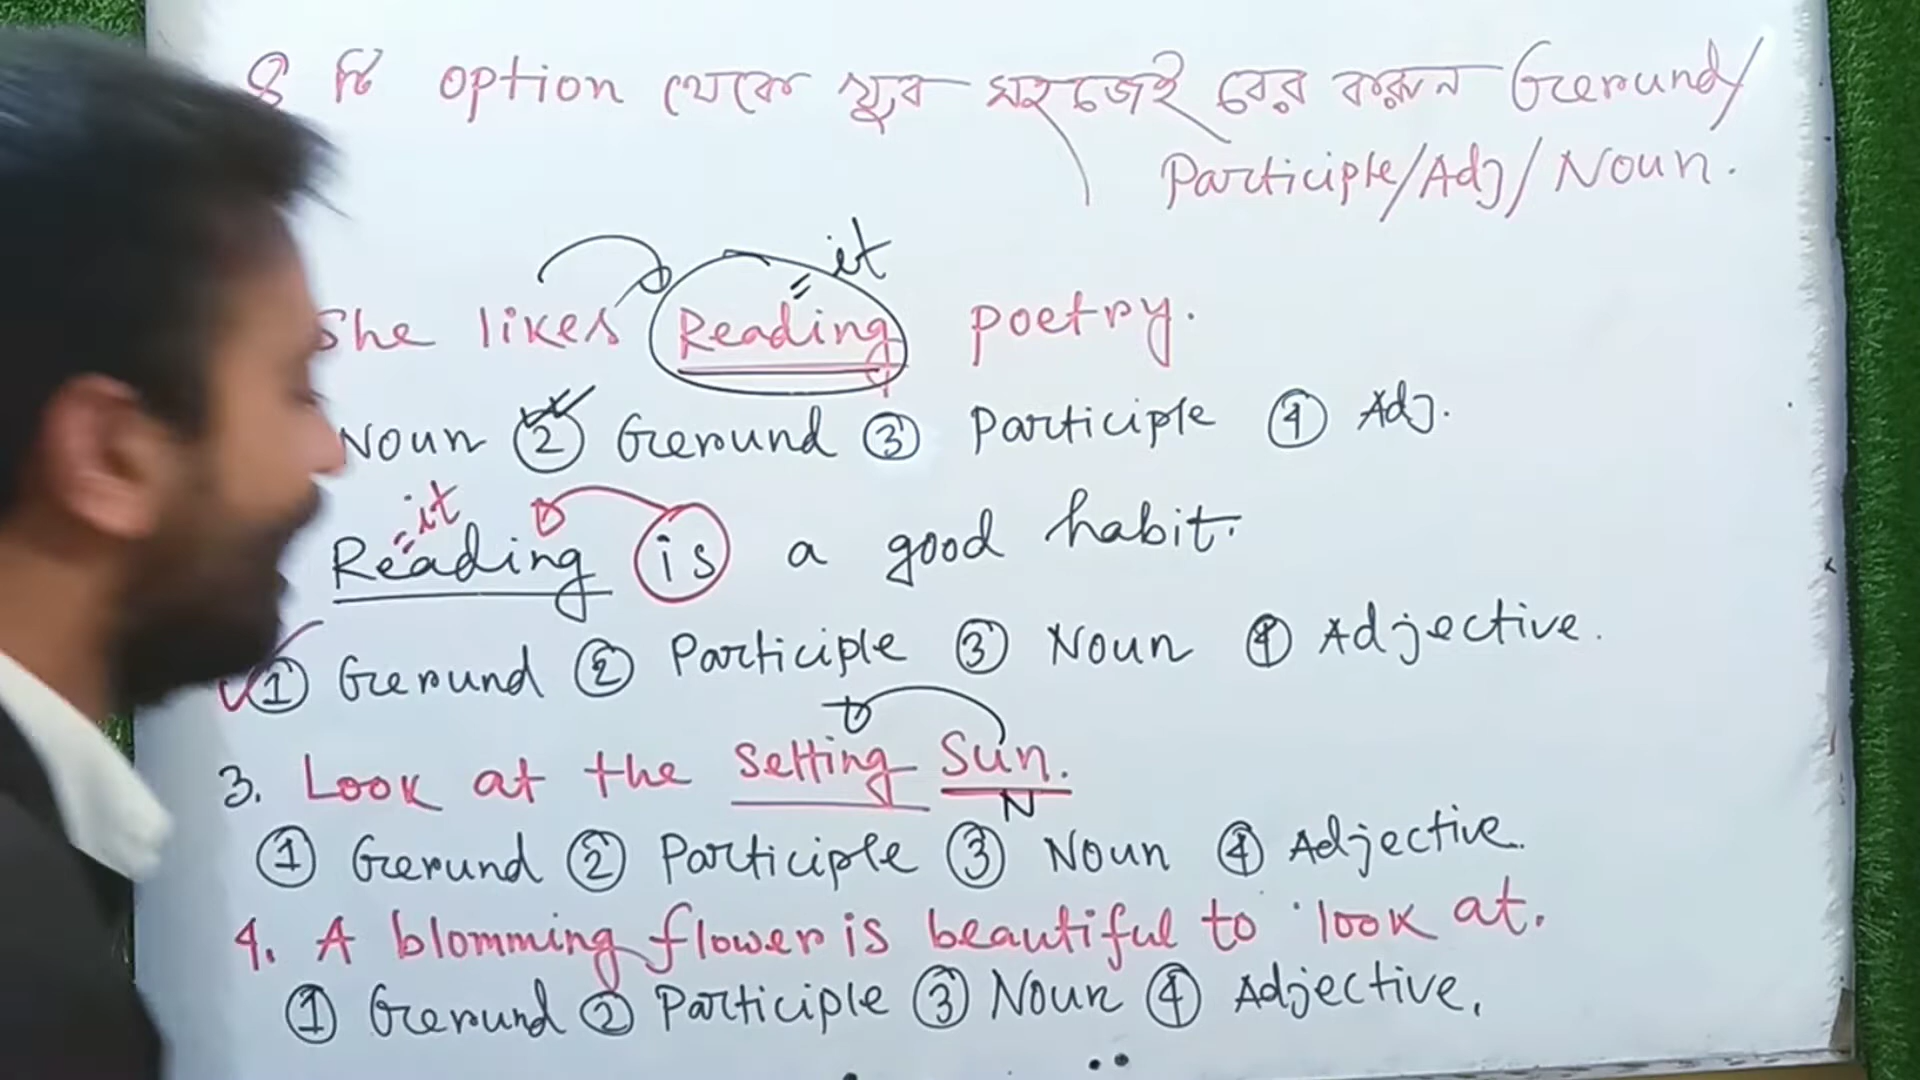 ৪ টি option থেকে খুব সহজেই বের করুন Gerund/
Participle/Adj/Noun.
it
She likes Reading poetry.
Noun ② Gerund ③ Participle ④ Adj.
it
Reading is a good habit.
① Gerund ② Participle ③ Noun ④ Adjective.
3. Look at the Setting Sun.
N
① Gerund ② Participle ③ Noun ④ Adjective.
4. A blomming flower is beautiful to look at.
① Gerund ② Participle ③ Noun ④ Adjective.